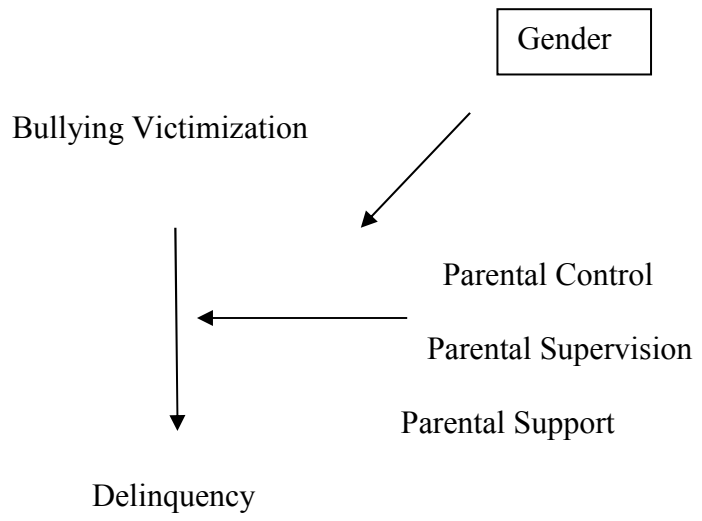 Gender
Bullying Victimization
Parental Control
Parental Supervision
Parental Support
Delinquency